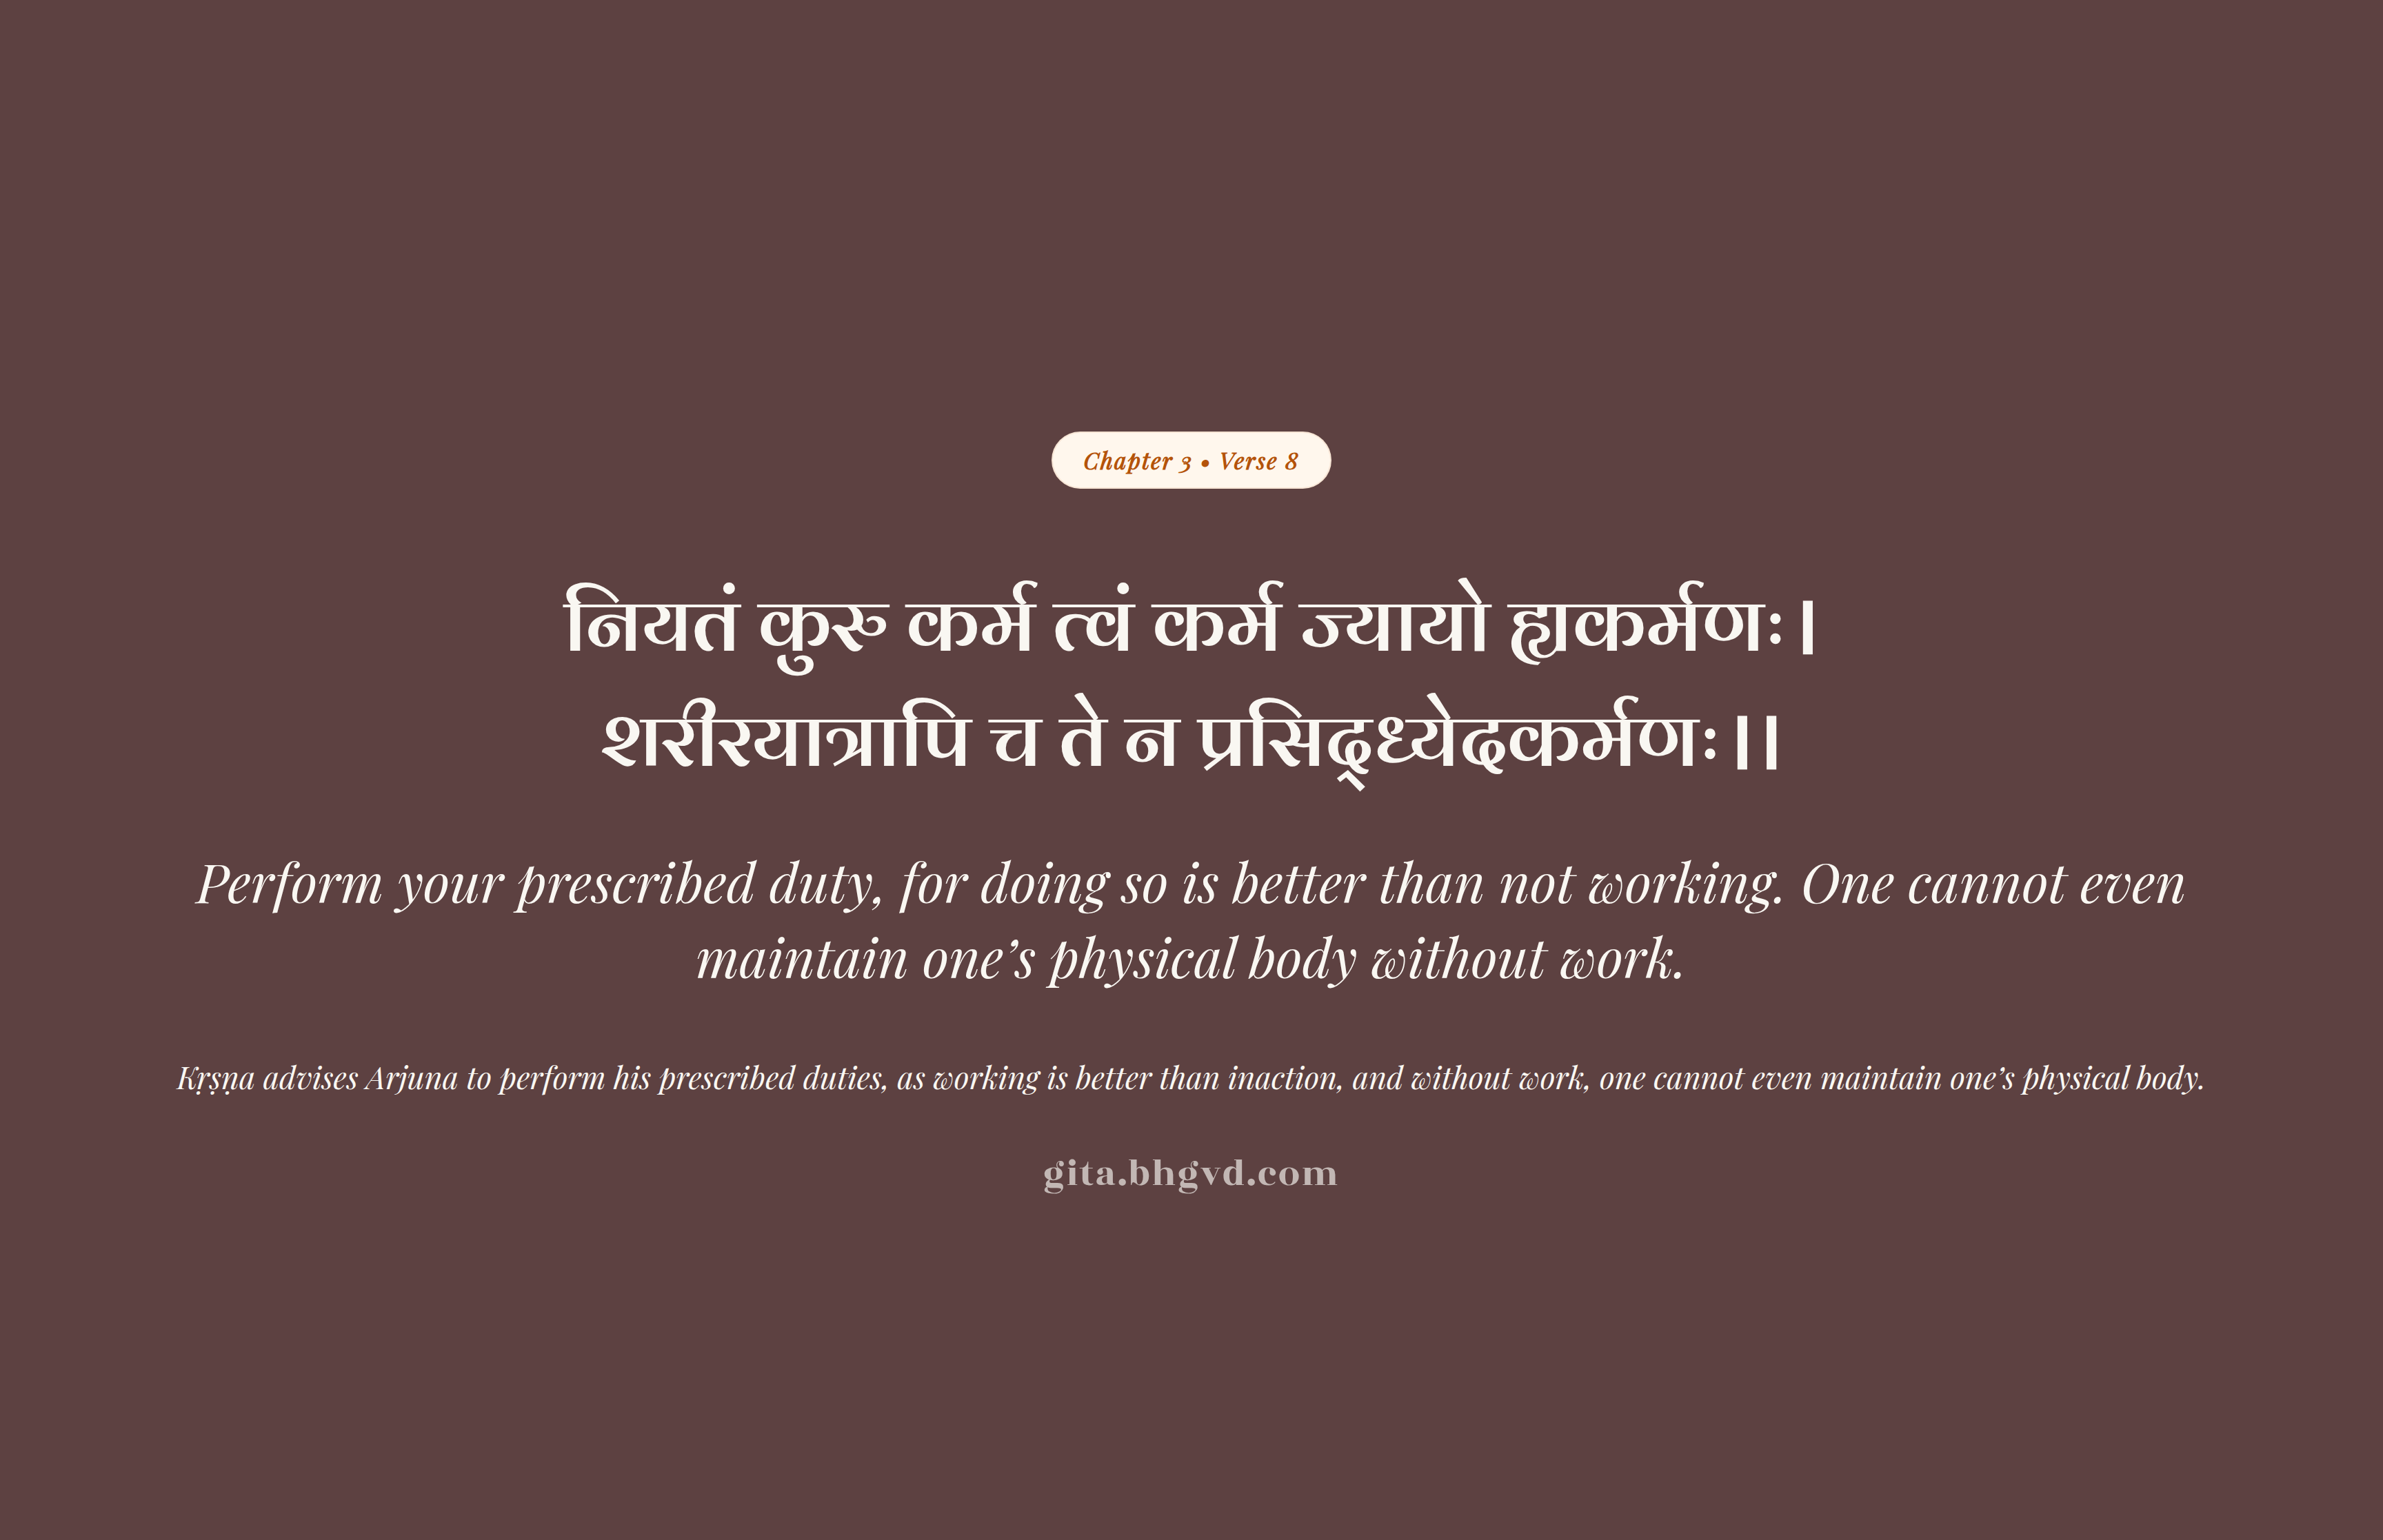 Chapter 3 • Verse 8
नियतं कुरु कर्म त्वं कर्म ज्यायो ह्यकर्मणः।
शरीरयात्रापि च ते न प्रसिद्ध्येदकर्मणः।।
Perform your prescribed duty, for doing so is better than not working. One cannot even
maintain one’s physical body without work.
Kṛṣṇa advises Arjuna to perform his prescribed duties, as working is better than inaction, and without work, one cannot even maintain one’s physical body.
gita.bhgvd.com